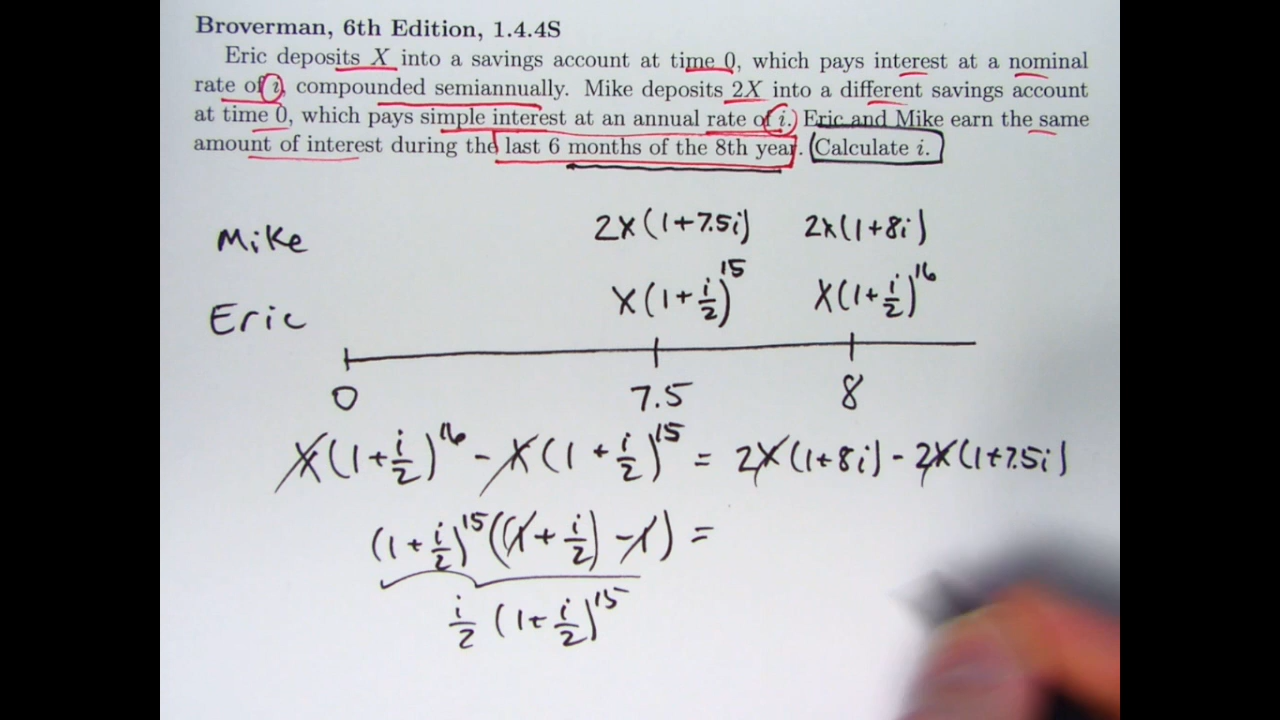 Broverman, 6th Edition, 1.4.4S
Eric deposits X into a savings account at time 0, which pays interest at a nominal
rate of i, compounded semiannually. Mike deposits 2X into a different savings account
at time 0, which pays simple interest at an annual rate of i. Eric and Mike earn the same
amount of interest during the last 6 months of the 8th year. Calculate i.
Mike 2X(1+7.5i) 2X(1+8i)
Eric X(1+i/2)^15 X(1+i/2)^16
0 7.5 8
X(1+i/2)^16 - X(1+i/2)^15 = 2X(1+8i) - 2X(1+7.5i)
(1+i/2)^15((1+i/2)-1) =
i/2 (1+i/2)^15